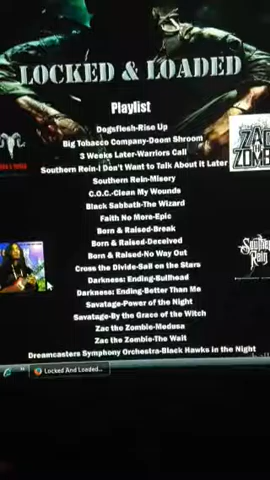 LOCKED & LOADED
Playlist
Dogsflesh-Rise Up
Big Tobacco Company-Doom Shroom
3 Weeks Later-Warriors Call
Southern Rein-I Don't Want to Talk About it Later
Southern Rein-Misery
C.O.C.-Clean My Wounds
Black Sabbath-The Wizard
Faith No More-Epic
Born & Raised-Break
Born & Raised-Deceived
Born & Raised-No Way Out
Cross the Divide-Sail on the Stars
Darkness: Ending-Bullhead
Darkness: Ending-Better Than Me
Savatage-Power of the Night
Savatage-By the Grace of the Witch
Zac the Zombie-Medusa
Zac the Zombie-The Wait
Dreamcasters Symphony Orchestra-Black Hawks in the Night
ZAC
ZOMB
Southern
Rein
Locked And Loaded...